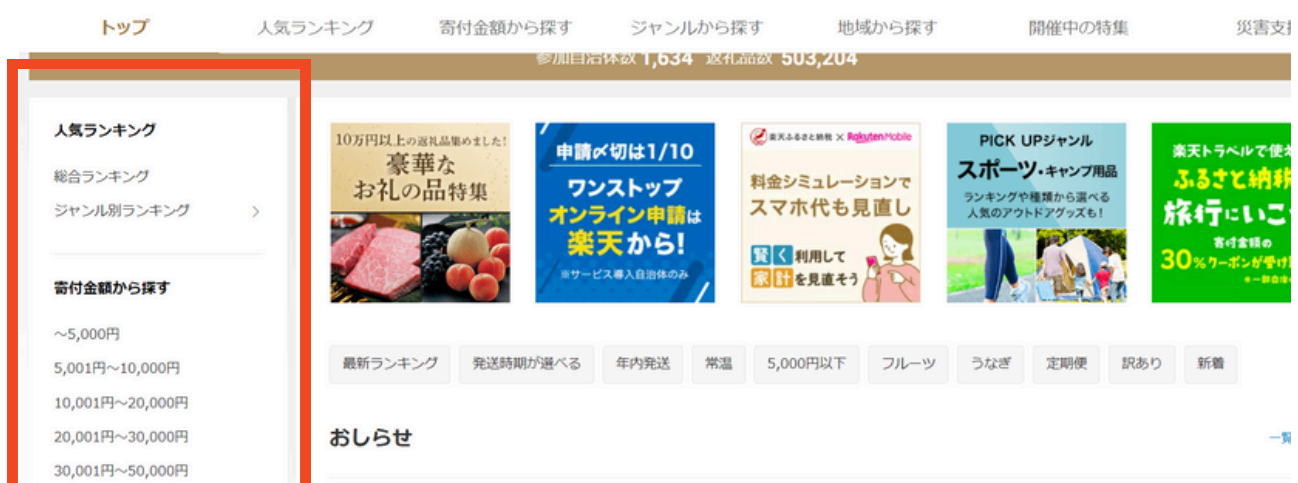 トップ
人気ランキング
寄付金額から探す
ジャンルから探す
地域から探す
開催中の特集
災害支
参加自治体数 1,634 返礼品数 503,204
人気ランキング
総合ランキング
ジャンル別ランキング
寄付金額から探す
～5,000円
5,001円～10,000円
10,001円～20,000円
20,001円～30,000円
30,001円～50,000円
10万円以上の返礼品集めました!
豪華な
お礼の品特集
申請〆切は1/10
ワンストップ
オンライン申請は
楽天から!
※サービス導入自治体のみ
楽天ふるさと納税 × Rakuten Mobile
料金シミュレーションで
スマホ代も見直し
賢く利用して
家計を見直そう
PICK UPジャンル
スポーツ・キャンプ用品
ランキングや種類から選べる
人気のアウトドアグッズも!
楽天トラベルで使
ふるさと納税
旅行にいこ
寄付金額の
30%クーポンが受け
最新ランキング
発送時期が選べる
年内発送
常温
5,000円以下
フルーツ
うなぎ
定期便
訳あり
新着
おしらせ
一覧